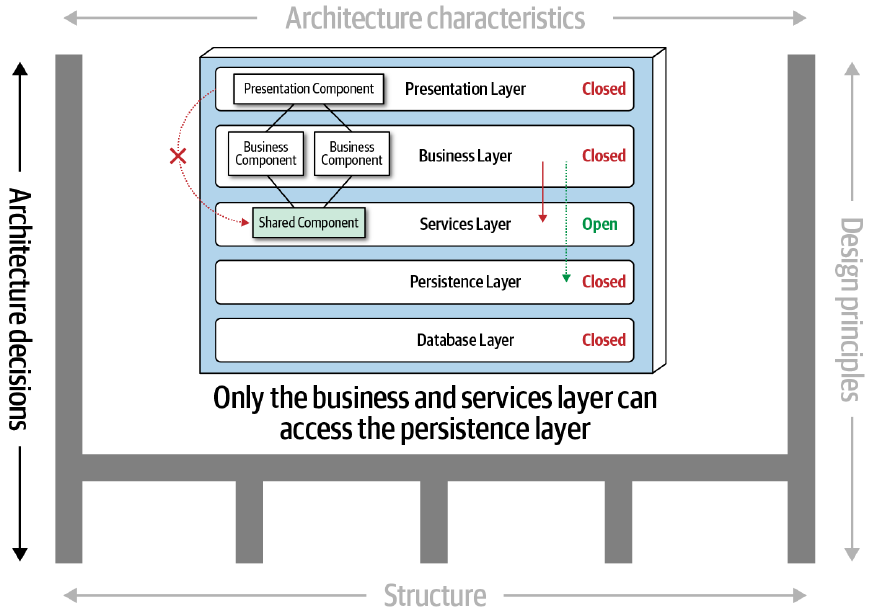 Architecture characteristics
Architecture decisions
Presentation Component
Presentation Layer
Closed
Business
Component
Business
Component
Business Layer
Closed
Shared Component
Services Layer
Open
Persistence Layer
Closed
Database Layer
Closed
Only the business and services layer can
access the persistence layer
Design principles
Structure